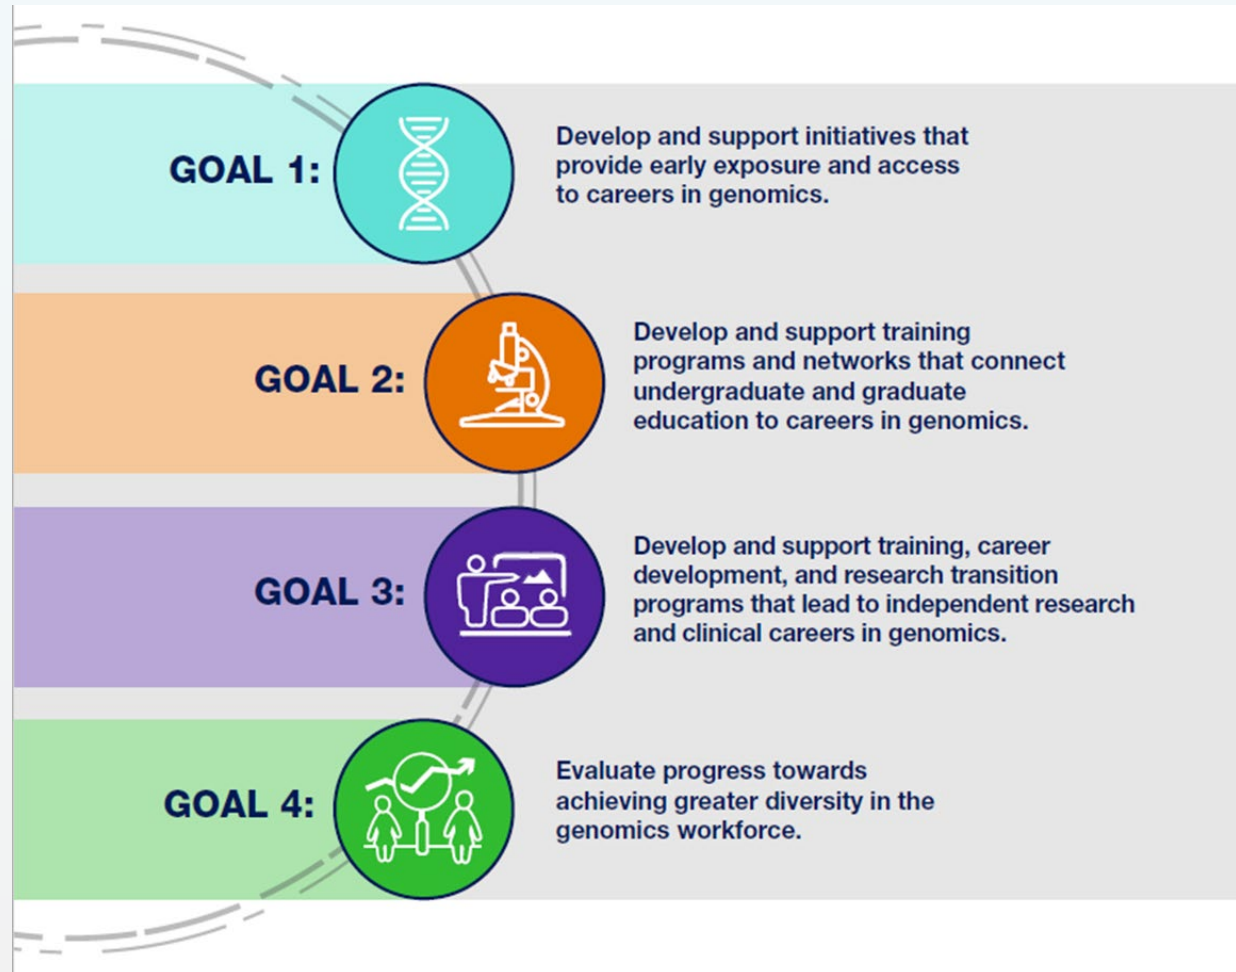 GOAL 1:
Develop and support initiatives that
provide early exposure and access
to careers in genomics.
GOAL 2:
Develop and support training
programs and networks that connect
undergraduate and graduate
education to careers in genomics.
GOAL 3:
Develop and support training, career
development, and research transition
programs that lead to independent research
and clinical careers in genomics.
GOAL 4:
Evaluate progress towards
achieving greater diversity in the
genomics workforce.